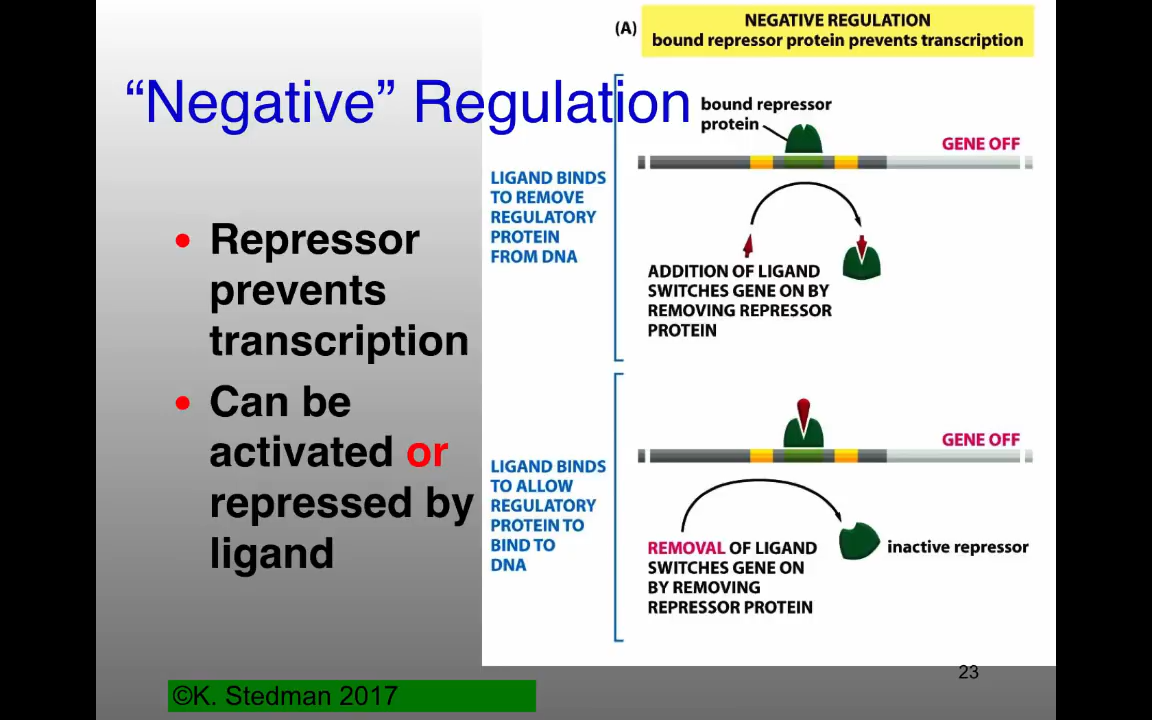 “Negative” Regulation
• Repressor
prevents
transcription
• Can be
activated or
repressed by
ligand
(A)
NEGATIVE REGULATION
bound repressor protein prevents transcription
LIGAND BINDS
TO REMOVE
REGULATORY
PROTEIN
FROM DNA
bound repressor
protein
GENE OFF
ADDITION OF LIGAND
SWITCHES GENE ON BY
REMOVING REPRESSOR
PROTEIN
LIGAND BINDS
TO ALLOW
REGULATORY
PROTEIN TO
BIND TO
DNA
GENE OFF
REMOVAL OF LIGAND
SWITCHES GENE ON
BY REMOVING
REPRESSOR PROTEIN
inactive repressor
23
©K. Stedman 2017